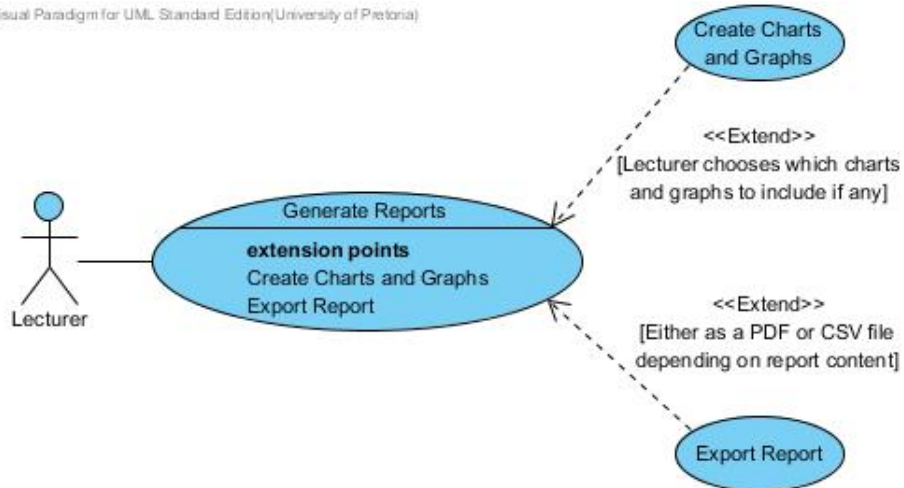 isual Paradigm for UML Standard Edition(University of Pretoria)
Create Charts
and Graphs
<<Extend>>
[Lecturer chooses which charts
and graphs to include if any]
Generate Reports
extension points
Create Charts and Graphs
Export Report
Lecturer
<<Extend>>
[Either as a PDF or CSV file
depending on report content]
Export Report